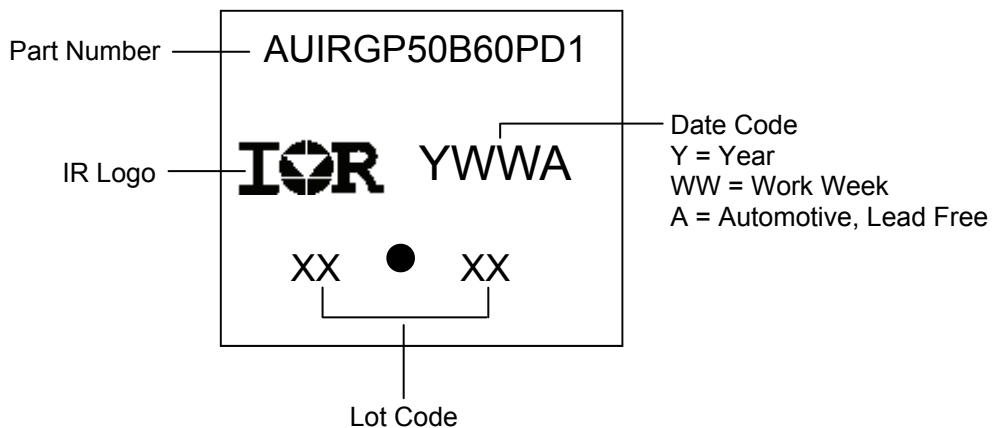 Part Number
AUIRGP50B60PD1
IR Logo
IOR
YWWA
Date Code
Y = Year
WW = Work Week
A = Automotive, Lead Free
XX XX
Lot Code